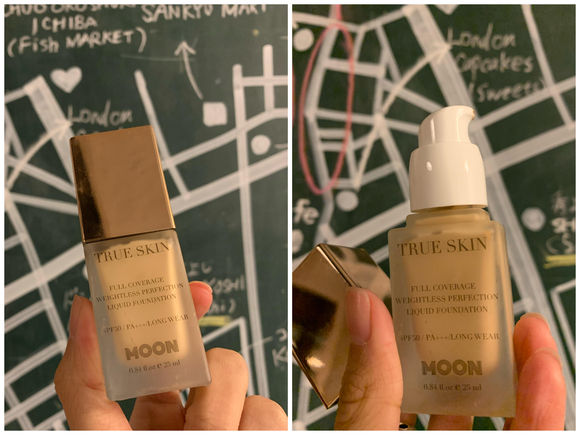 ICHIBA
(FISH MARKET)
SANKYU MART
London
TRUE SKIN
FULL COVERAGE
WEIGHTLESS PERFECTION
LIQUID FOUNDATION
SPF50 / PA+++/LONG WEAR
MOON
0.84 fl oz ℮ 25 ml
London
Cupcakes
(Sweets)
TRUE SKIN
FULL COVERAGE
WEIGHTLESS PERFECTION
LIQUID FOUNDATION
SPF50 / PA+++/LONG WEAR
MOON
0.84 fl oz ℮ 25 ml